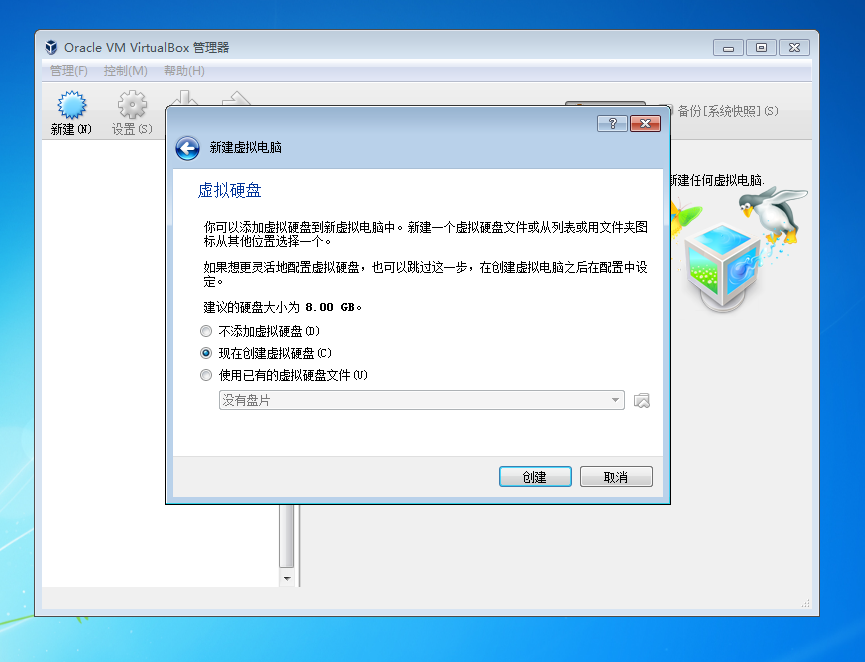 Oracle VM VirtualBox 管理器
管理(F) 控制(M) 帮助(H)
新建(N) 设置(S)
备份[系统快照](S)
新建任何虚拟电脑.
新建虚拟电脑
虚拟硬盘
你可以添加虚拟硬盘到新虚拟电脑中。新建一个虚拟硬盘文件或从列表或用文件夹图
标从其他位置选择一个。
如果想更灵活地配置虚拟硬盘，也可以跳过这一步，在创建虚拟电脑之后在配置中设
定。
建议的硬盘大小为 8.00 GB。
不添加虚拟硬盘(D)
现在创建虚拟硬盘(C)
使用已有的虚拟硬盘文件(U)
没有盘片
创建 取消